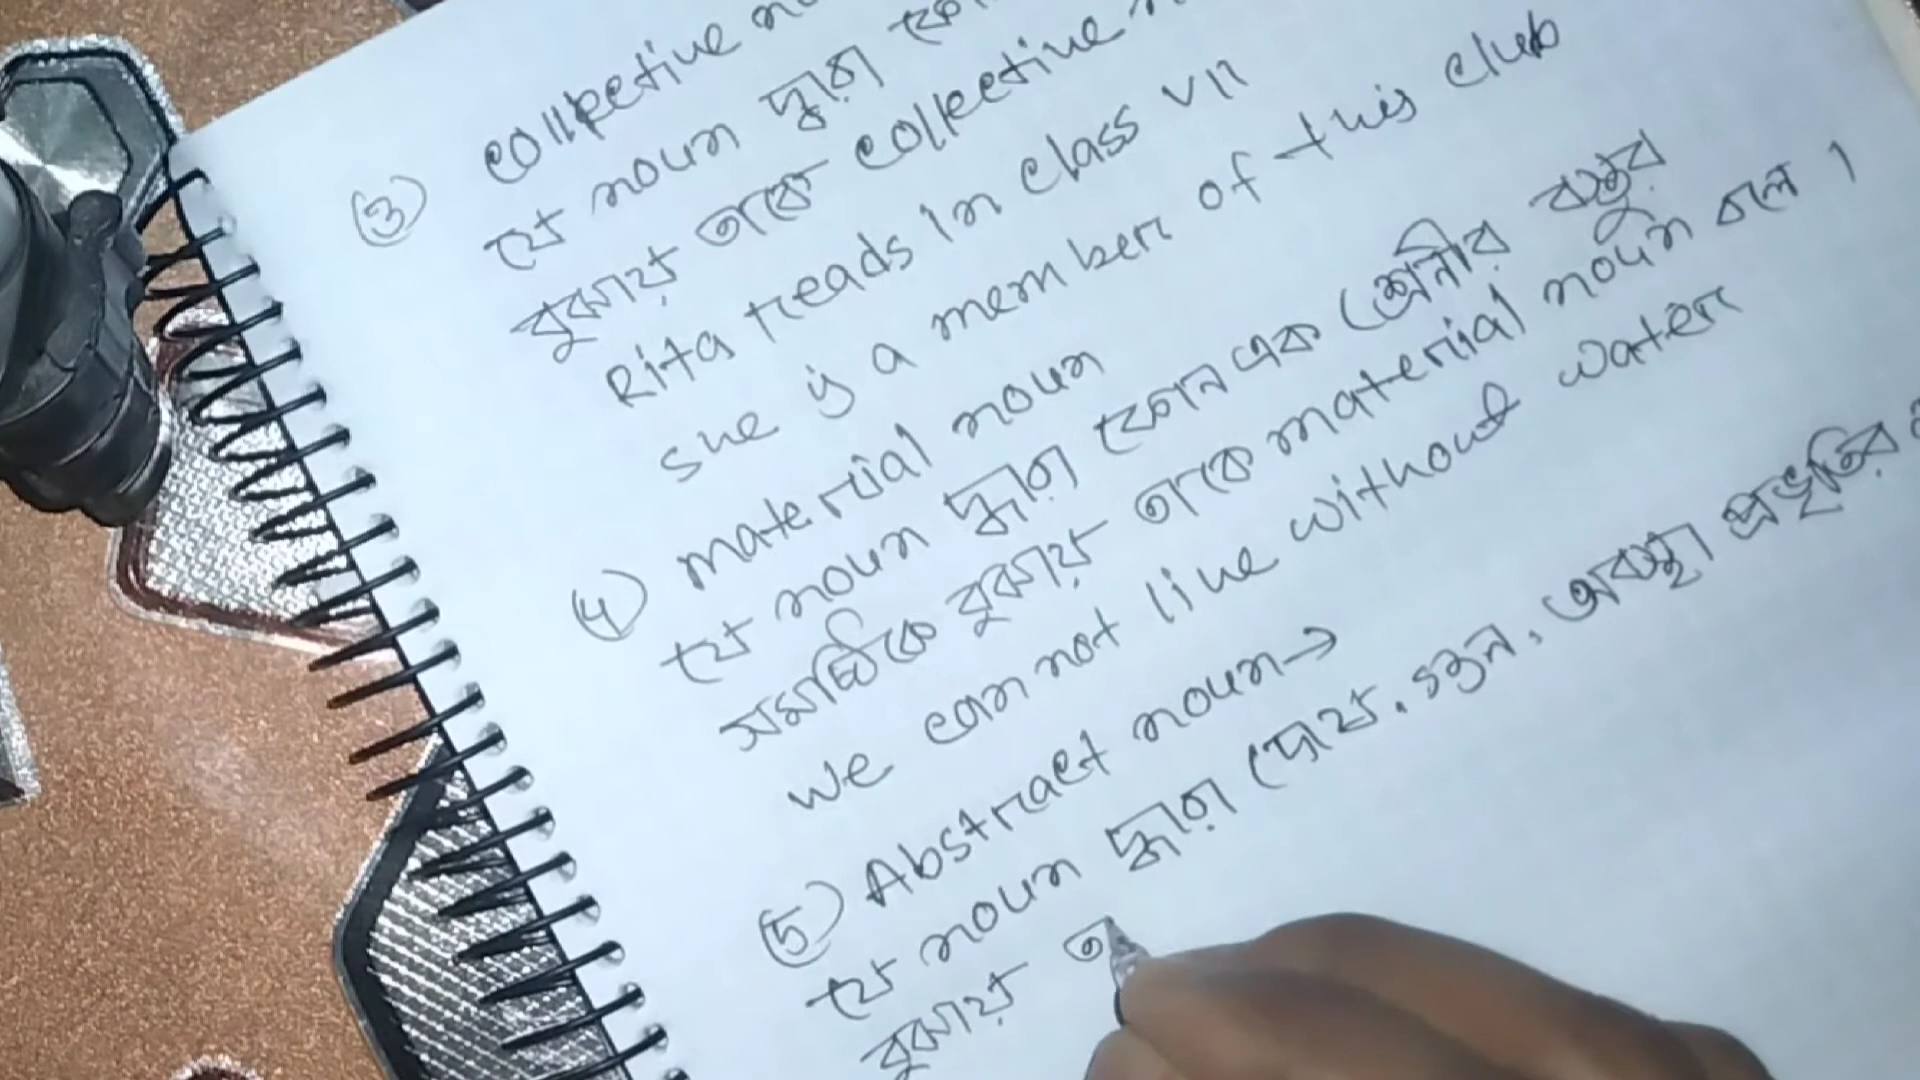 ③ Collective
যে noun দ্বারা
বুঝায় তাকে collective
Rita reads in class VII
She is a member of this club
④ Material noun
যে noun দ্বারা কোন এক শ্রেনীর বস্তুর
সমষ্টিকে বুঝায় তাকে material noun বলে ।
We can not live without water
⑤ Abstract noun →
যে noun দ্বারা দোষ, গুন, অবস্থা প্রভৃতির
বুঝায় ত